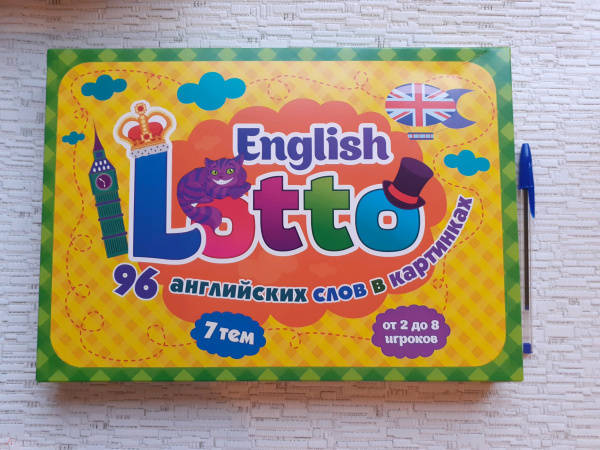 English
Lotto
96 английских слов в картинках
7 тем
от 2 до 8
игроков